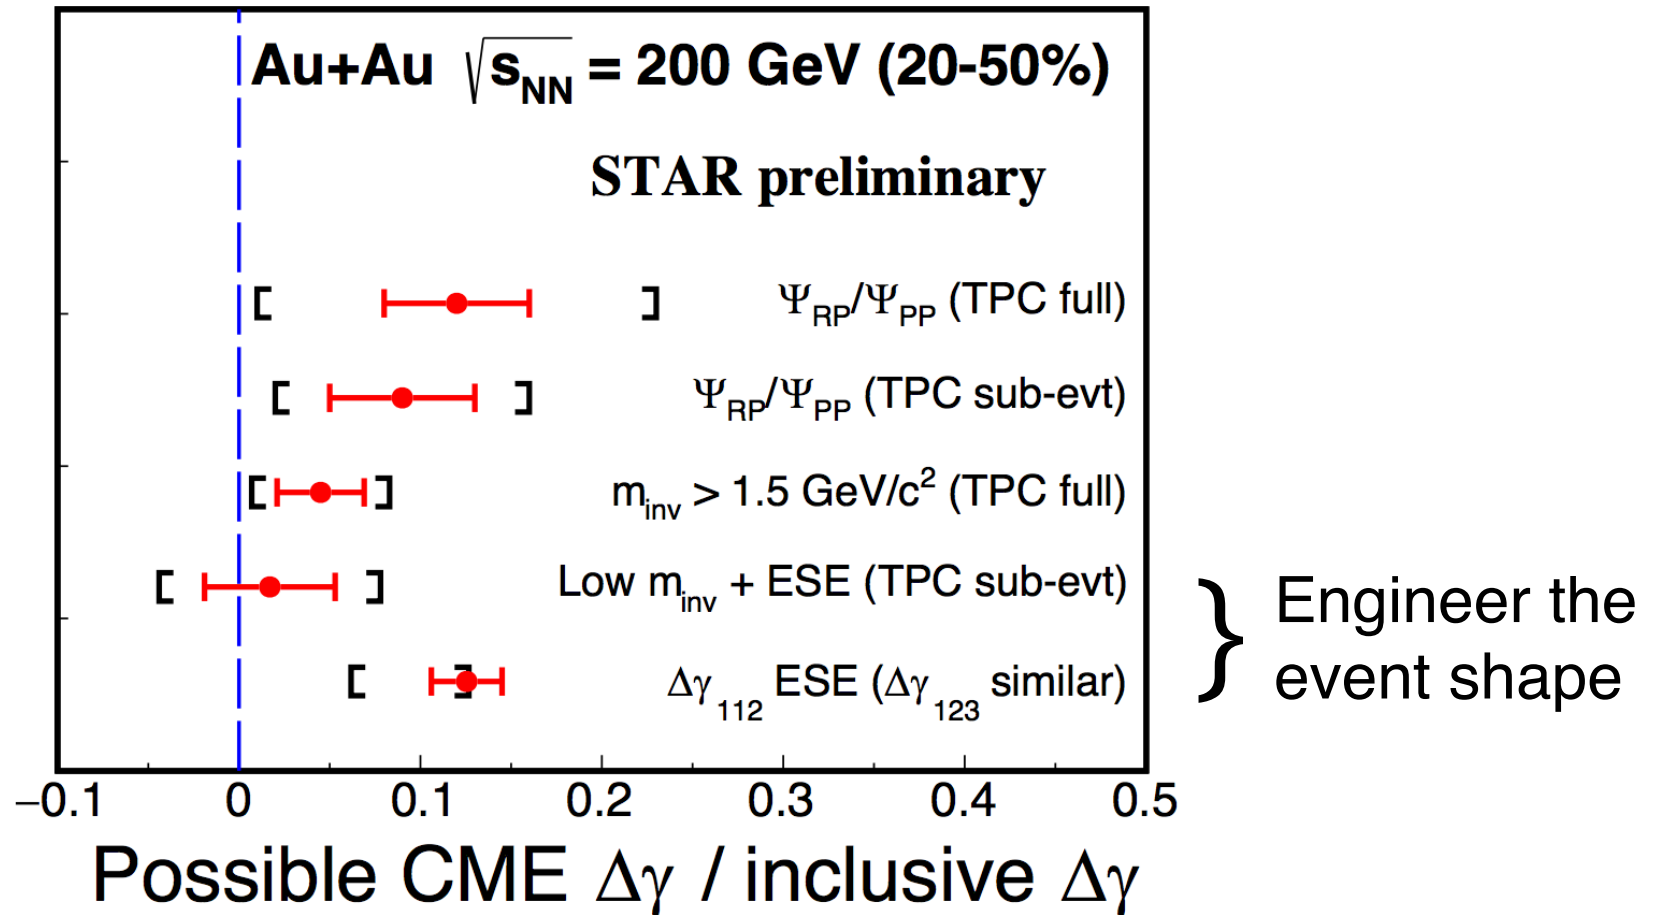 Au+Au √sNN = 200 GeV (20-50%)
STAR preliminary
ΨRP/ΨPP (TPC full)
ΨRP/ΨPP (TPC sub-evt)
minv > 1.5 GeV/c² (TPC full)
Low minv + ESE (TPC sub-evt)
Δγ112 ESE (Δγ123 similar)
} Engineer the
event shape
−0.1 0 0.1 0.2 0.3 0.4 0.5
Possible CME Δγ / inclusive Δγ